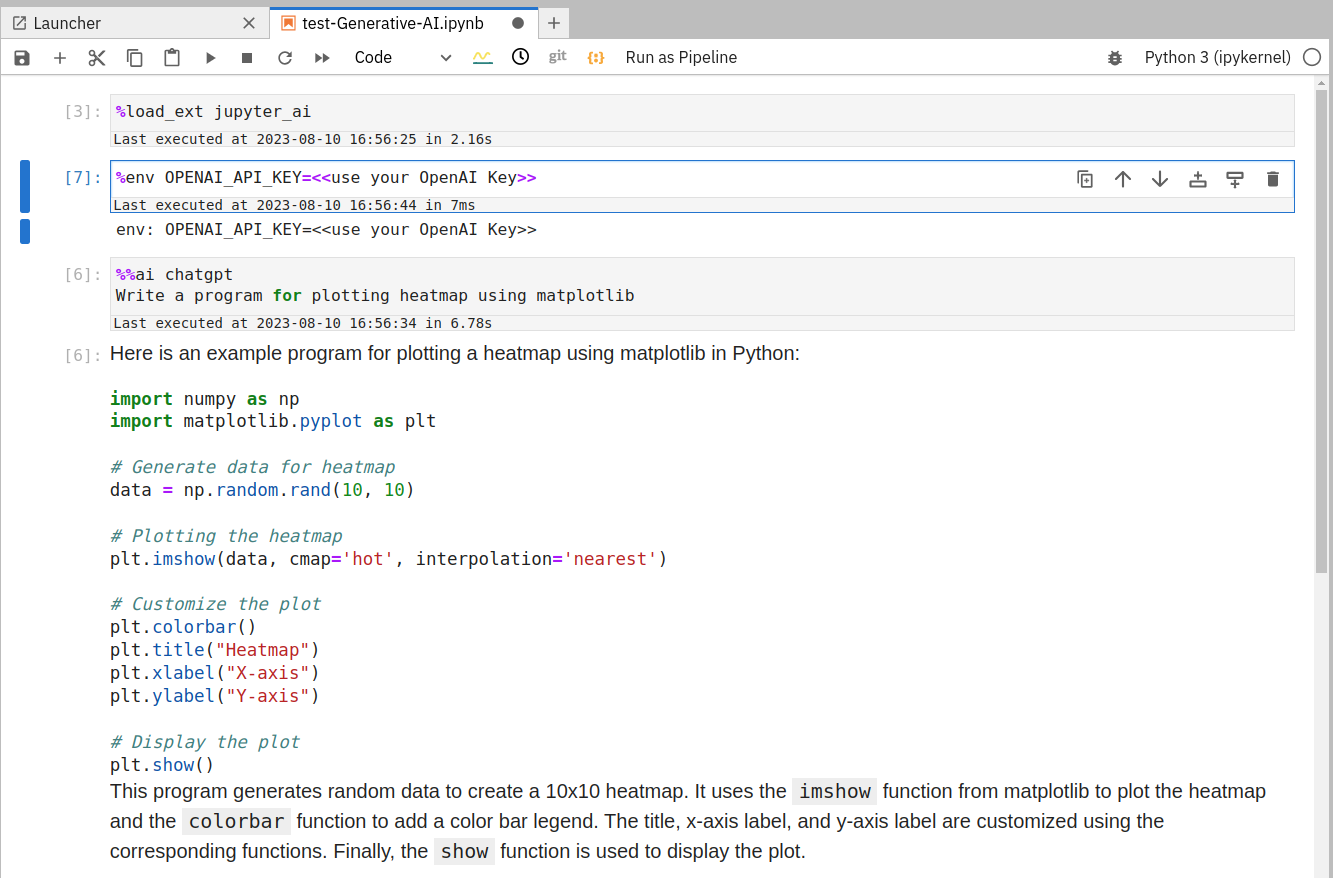 Launcher
test-Generative-AI.ipynb
Code
git
Run as Pipeline
Python 3 (ipykernel)
[3]:
%load_ext jupyter_ai
Last executed at 2023-08-10 16:56:25 in 2.16s
[7]:
%env OPENAI_API_KEY=<<use your OpenAI Key>>
Last executed at 2023-08-10 16:56:44 in 7ms
env: OPENAI_API_KEY=<<use your OpenAI Key>>
[6]:
%%ai chatgpt
Write a program for plotting heatmap using matplotlib
Last executed at 2023-08-10 16:56:34 in 6.78s
[6]:
Here is an example program for plotting a heatmap using matplotlib in Python:
import numpy as np
import matplotlib.pyplot as plt
# Generate data for heatmap
data = np.random.rand(10, 10)
# Plotting the heatmap
plt.imshow(data, cmap='hot', interpolation='nearest')
# Customize the plot
plt.colorbar()
plt.title("Heatmap")
plt.xlabel("X-axis")
plt.ylabel("Y-axis")
# Display the plot
plt.show()
This program generates random data to create a 10x10 heatmap. It uses the imshow function from matplotlib to plot the heatmap
and the colorbar function to add a color bar legend. The title, x-axis label, and y-axis label are customized using the
corresponding functions. Finally, the show function is used to display the plot.